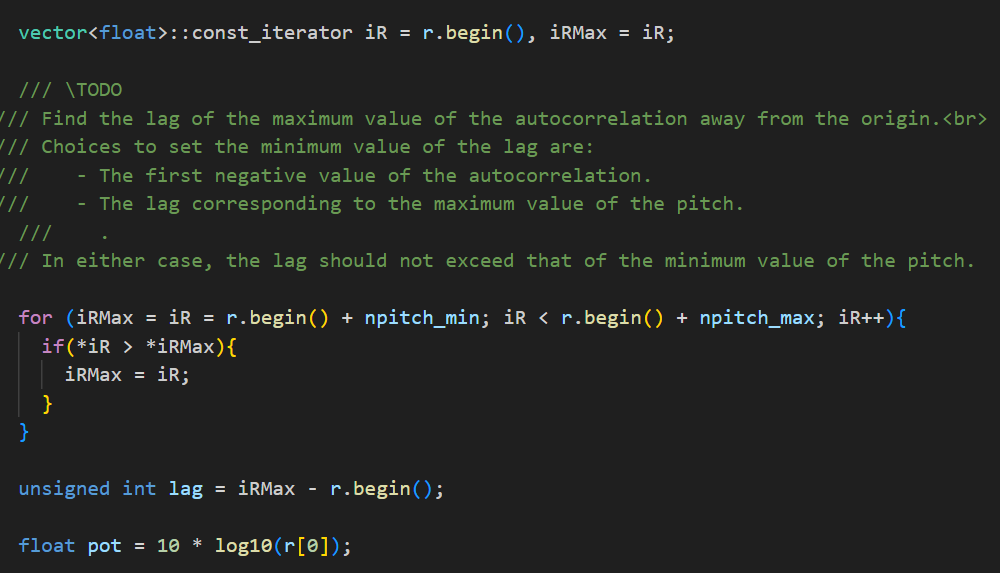 vector<float>::const_iterator iR = r.begin(), iRMax = iR;
/// \TODO
/// Find the lag of the maximum value of the autocorrelation away from the origin.<br>
/// Choices to set the minimum value of the lag are:
///    - The first negative value of the autocorrelation.
///    - The lag corresponding to the maximum value of the pitch.
///    .
/// In either case, the lag should not exceed that of the minimum value of the pitch.
for (iRMax = iR = r.begin() + npitch_min; iR < r.begin() + npitch_max; iR++){
  if(*iR > *iRMax){
    iRMax = iR;
  }
}
unsigned int lag = iRMax - r.begin();
float pot = 10 * log10(r[0]);